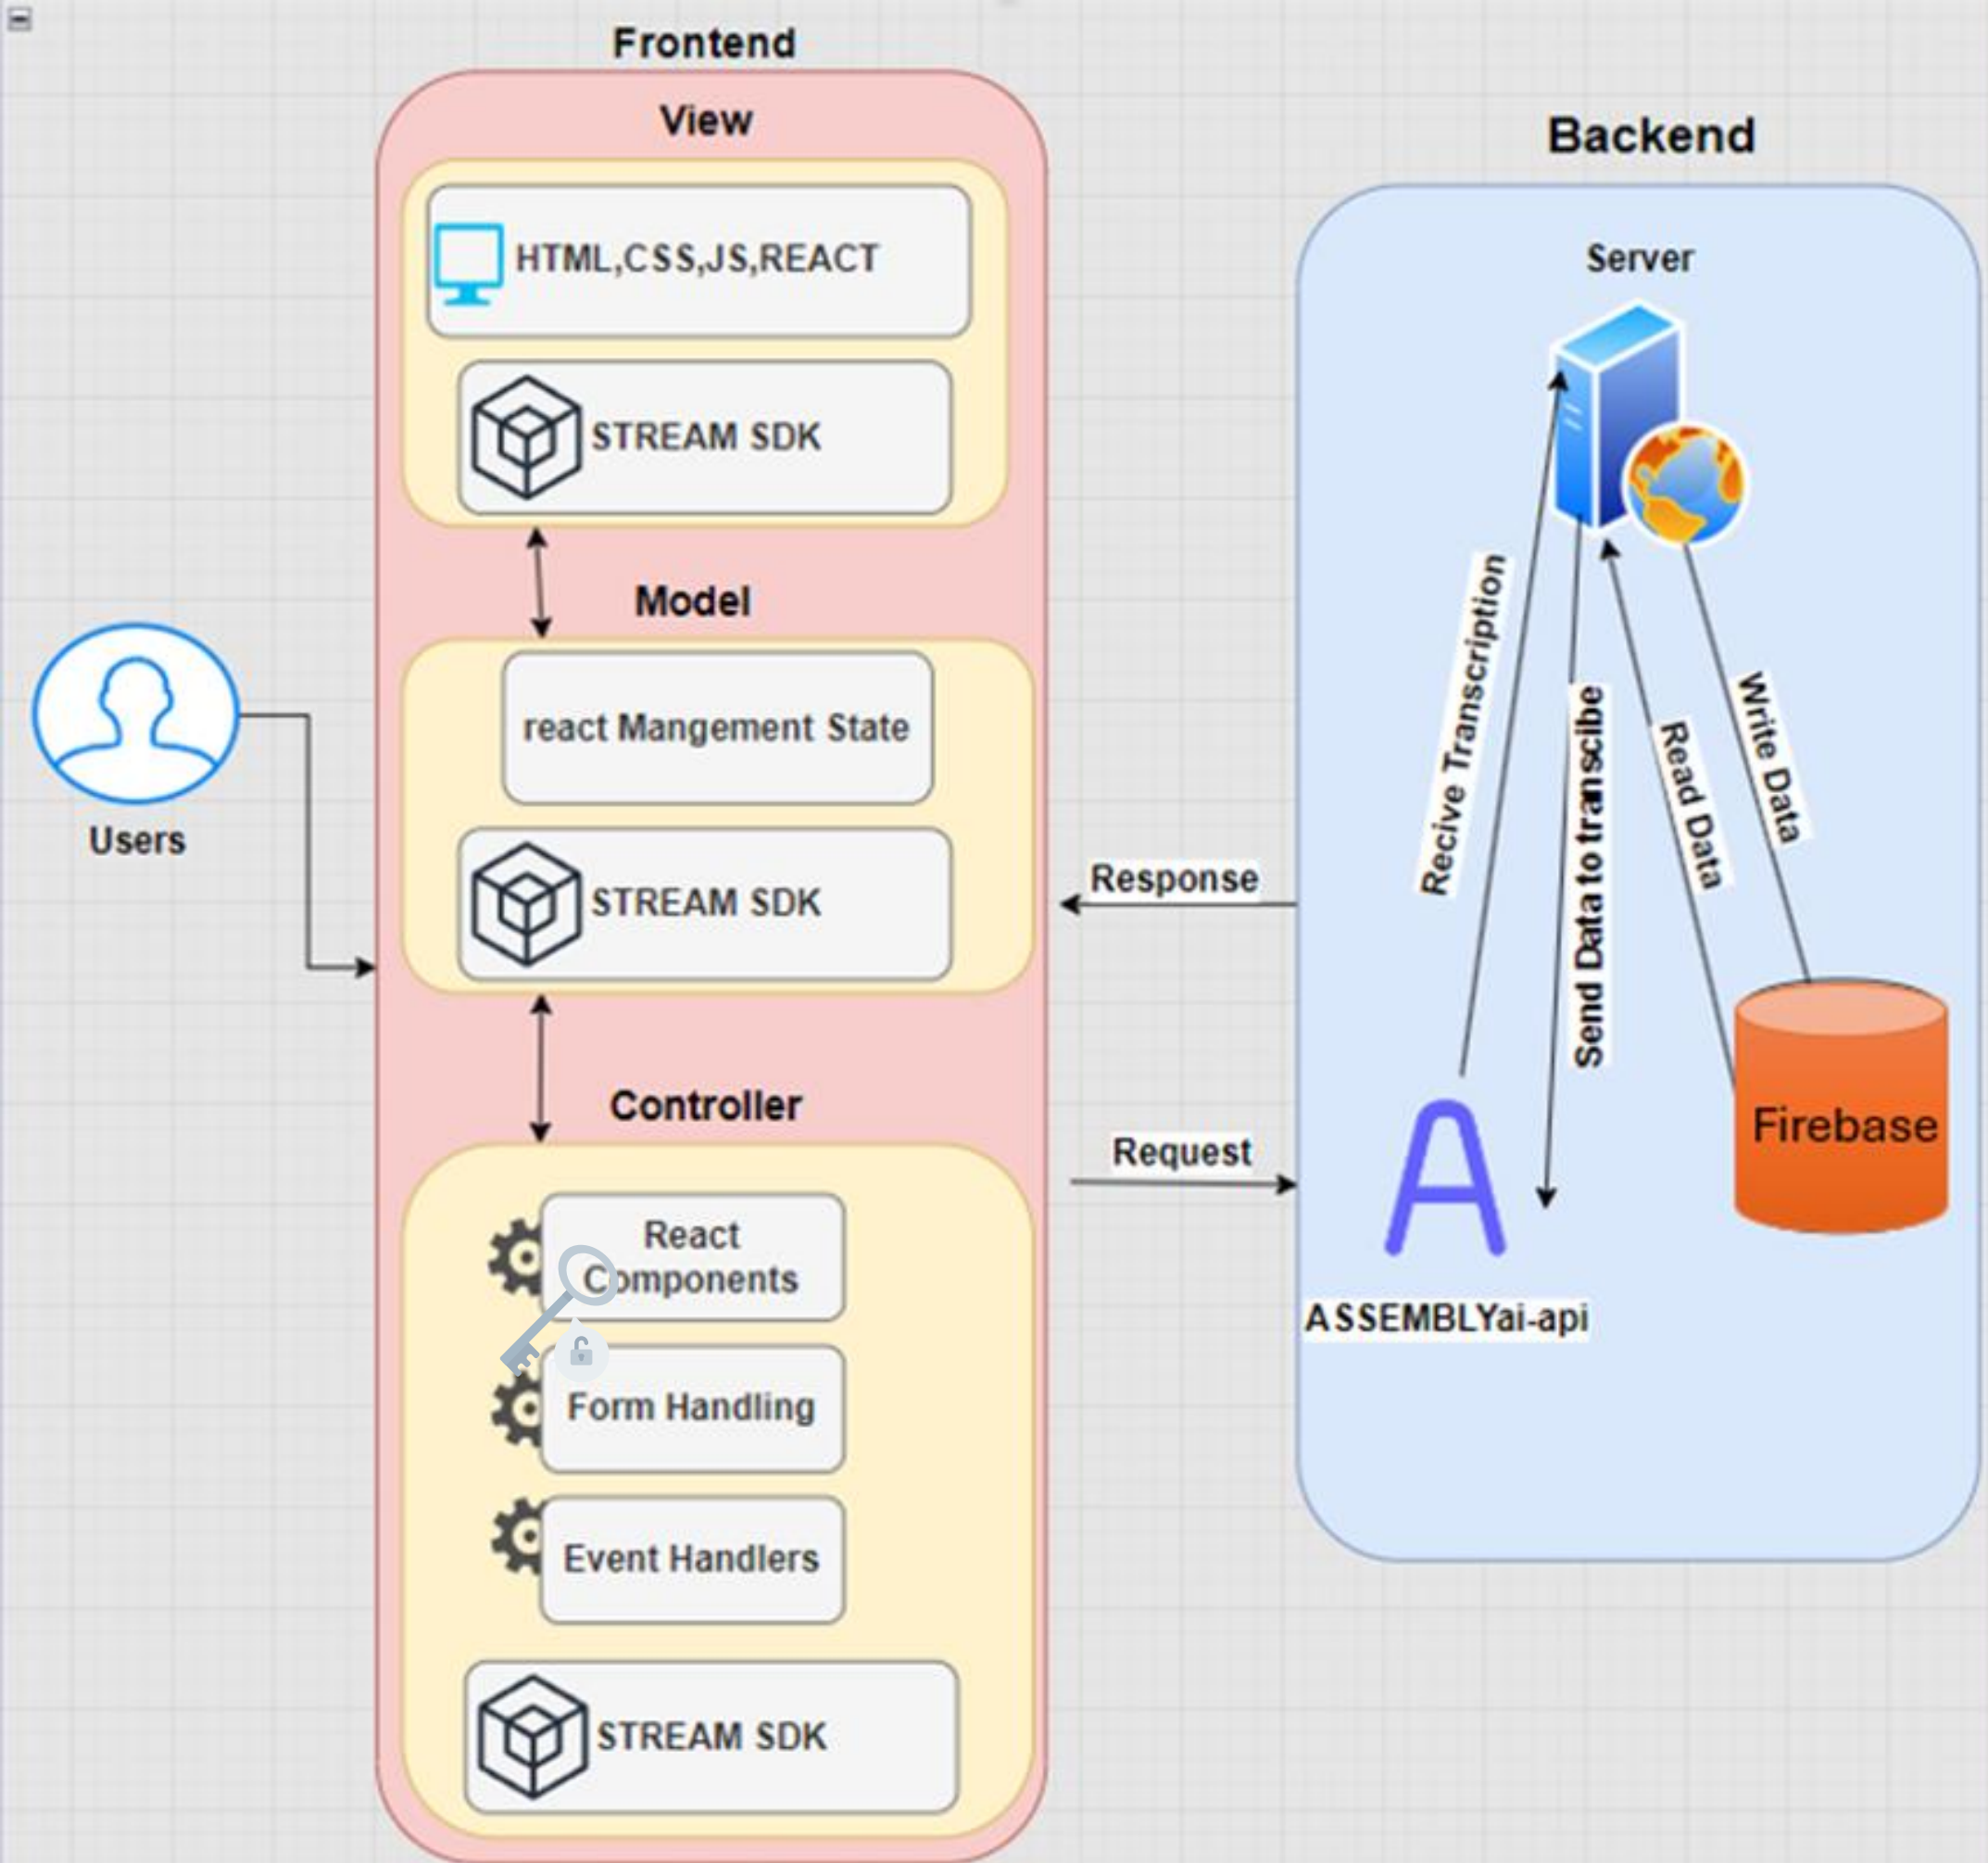 Frontend
View
HTML,CSS,JS,REACT
STREAM SDK
Model
react Mangement State
STREAM SDK
Controller
React
Components
Form Handling
Event Handlers
STREAM SDK
Users
Response
Request
Backend
Server
Recive Transcription
Send Data to transcibe
Read Data
Write Data
Firebase
ASSEMBLYai-api